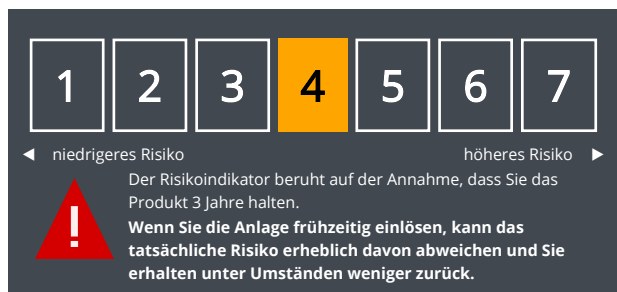 1 2 3 4 5 6 7
niedrigeres Risiko höheres Risiko
Der Risikoindikator beruht auf der Annahme, dass Sie das
Produkt 3 Jahre halten.
Wenn Sie die Anlage frühzeitig einlösen, kann das
tatsächliche Risiko erheblich davon abweichen und Sie
erhalten unter Umständen weniger zurück.
!